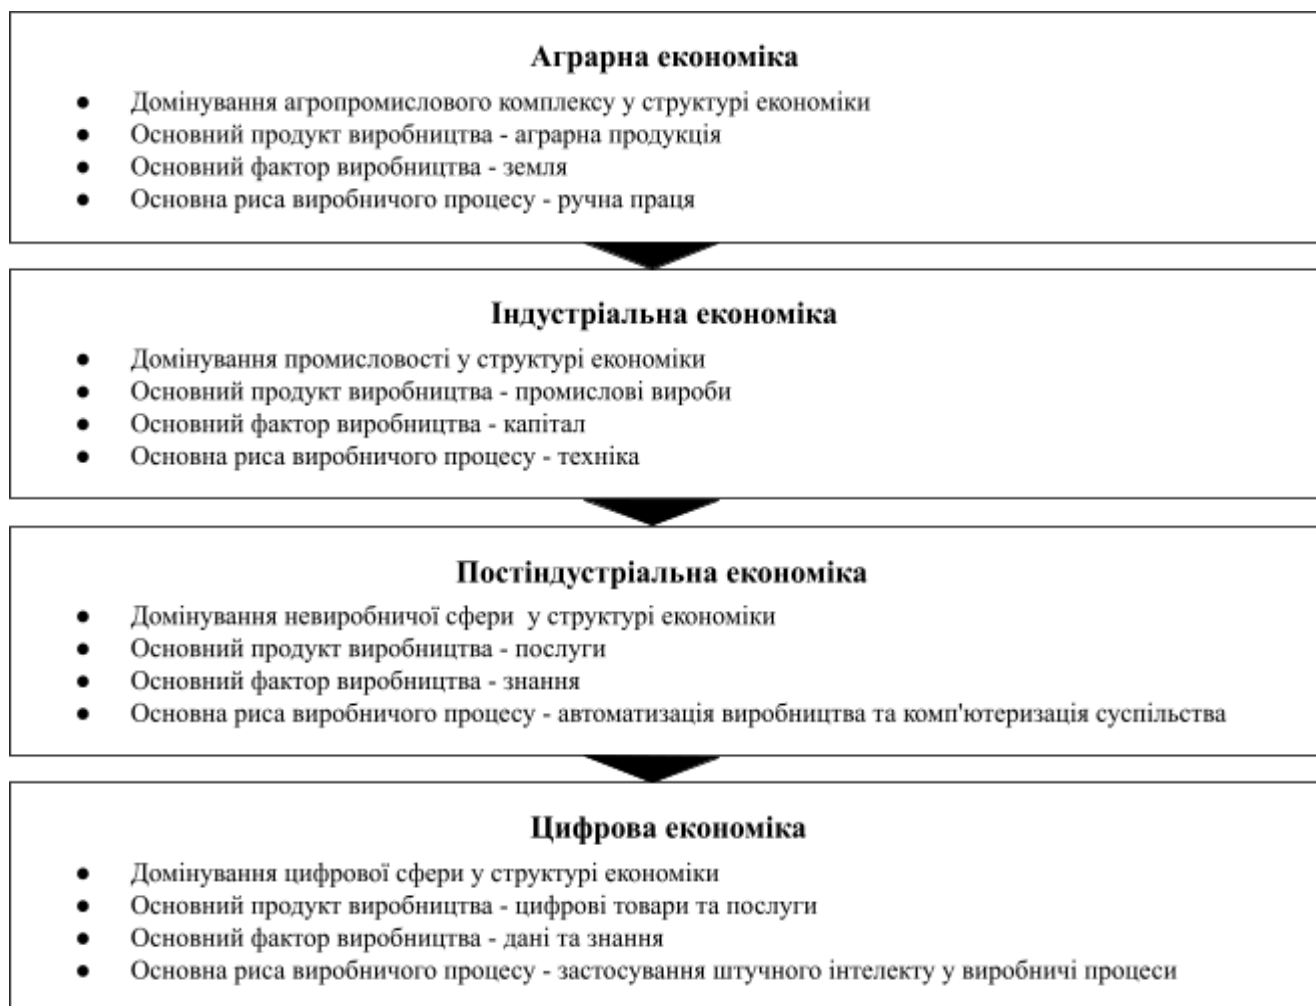 Аграрна економіка
● Домінування агропромислового комплексу у структурі економіки
● Основний продукт виробництва - аграрна продукція
● Основний фактор виробництва - земля
● Основна риса виробничого процесу - ручна праця
Індустріальна економіка
● Домінування промисловості у структурі економіки
● Основний продукт виробництва - промислові вироби
● Основний фактор виробництва - капітал
● Основна риса виробничого процесу - техніка
Постіндустріальна економіка
● Домінування невиробничої сфери у структурі економіки
● Основний продукт виробництва - послуги
● Основний фактор виробництва - знання
● Основна риса виробничого процесу - автоматизація виробництва та комп'ютеризація суспільства
Цифрова економіка
● Домінування цифрової сфери у структурі економіки
● Основний продукт виробництва - цифрові товари та послуги
● Основний фактор виробництва - дані та знання
● Основна риса виробничого процесу - застосування штучного інтелекту у виробничі процеси